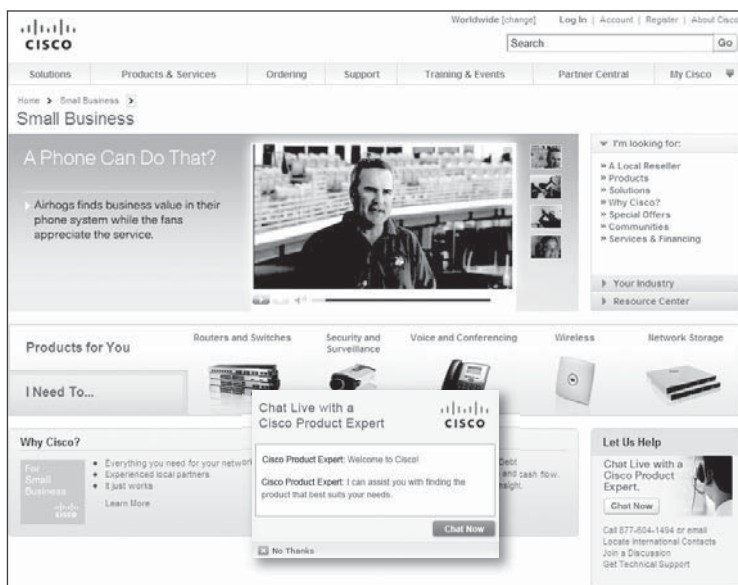 Worldwide [change] Log In | Account | Register | About Cisco
CISCO
Search Go
Solutions Products & Services Ordering Support Training & Events Partner Central My Cisco
Home > Small Business >
Small Business
A Phone Can Do That?
Airhogs finds business value in their
phone system while the fans
appreciate the service.
I'm looking for:
» A Local Reseller
» Products
» Solutions
» Why Cisco?
» Special Offers
» Communities
» Services & Financing
Your Industry
Resource Center
Products for You
I Need To...
Routers and Switches
Security and
Surveillance
Voice and Conferencing
Wireless
Network Storage
Why Cisco?
For
Small
Business
CISCO
Everything you need for your network
Experienced local partners
It just works
Learn More
Debt
and cash flow.
nsight.
Chat Live with a
Cisco Product Expert
CISCO
Cisco Product Expert: Welcome to Cisco!
Cisco Product Expert: I can assist you with finding the
product that best suits your needs.
Chat Now
No Thanks
Let Us Help
Chat Live with a
Cisco Product
Expert.
Chat Now
Call 877-604-1494 or email
Locate International Contacts
Join a Discussion
Get Technical Support